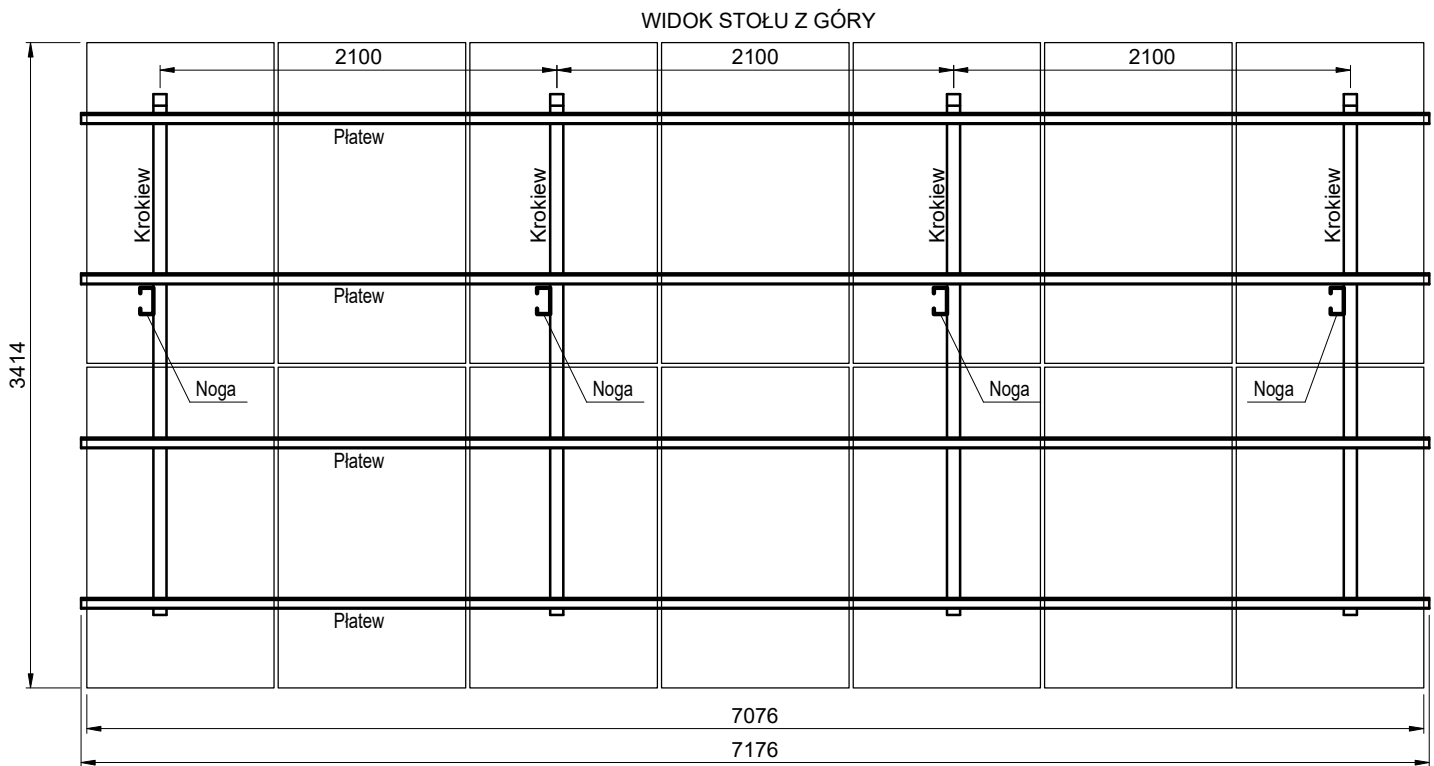 WIDOK STOŁU Z GÓRY
2100
2100
2100
Płatew
Krokiew
Krokiew
Krokiew
Krokiew
Płatew
3414
Noga
Noga
Noga
Noga
Płatew
Płatew
7076
7176